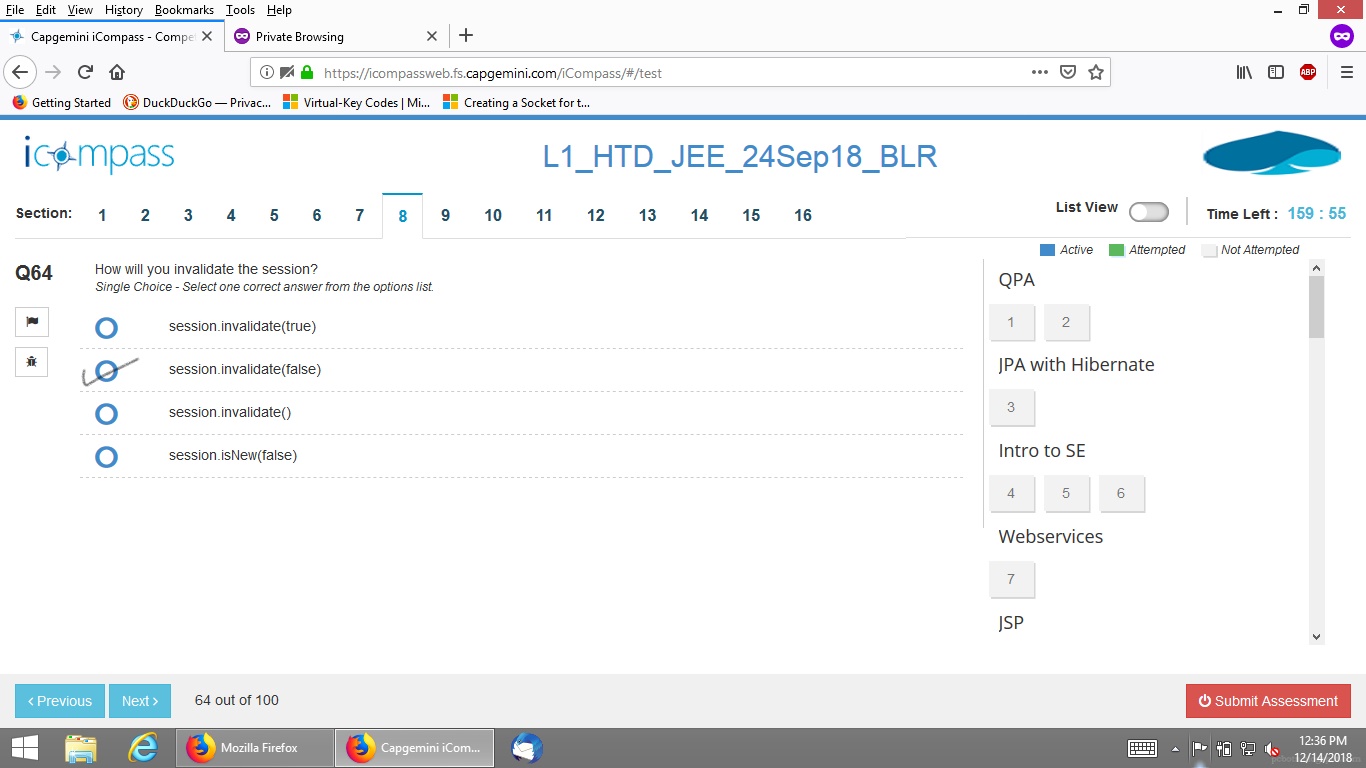 File Edit View History Bookmarks Tools Help
Capgemini iCompass - Compe
Private Browsing
https://icompassweb.fs.capgemini.com/iCompass/#/test
ABP
Getting Started
DuckDuckGo — Privac...
Virtual-Key Codes | Mi...
Creating a Socket for t...
icompass
L1_HTD_JEE_24Sep18_BLR
Section: 1 2 3 4 5 6 7 8 9 10 11 12 13 14 15 16
List View
Time Left : 159 : 55
Active Attempted Not Attempted
Q64
How will you invalidate the session?
Single Choice - Select one correct answer from the options list.
session.invalidate(true)
session.invalidate(false)
session.invalidate()
session.isNew(false)
QPA
1 2
JPA with Hibernate
3
Intro to SE
4 5 6
Webservices
7
JSP
‹ Previous
Next ›
64 out of 100
Submit Assessment
Mozilla Firefox
Capgemini iCom...
12:36 PM
12/14/2018